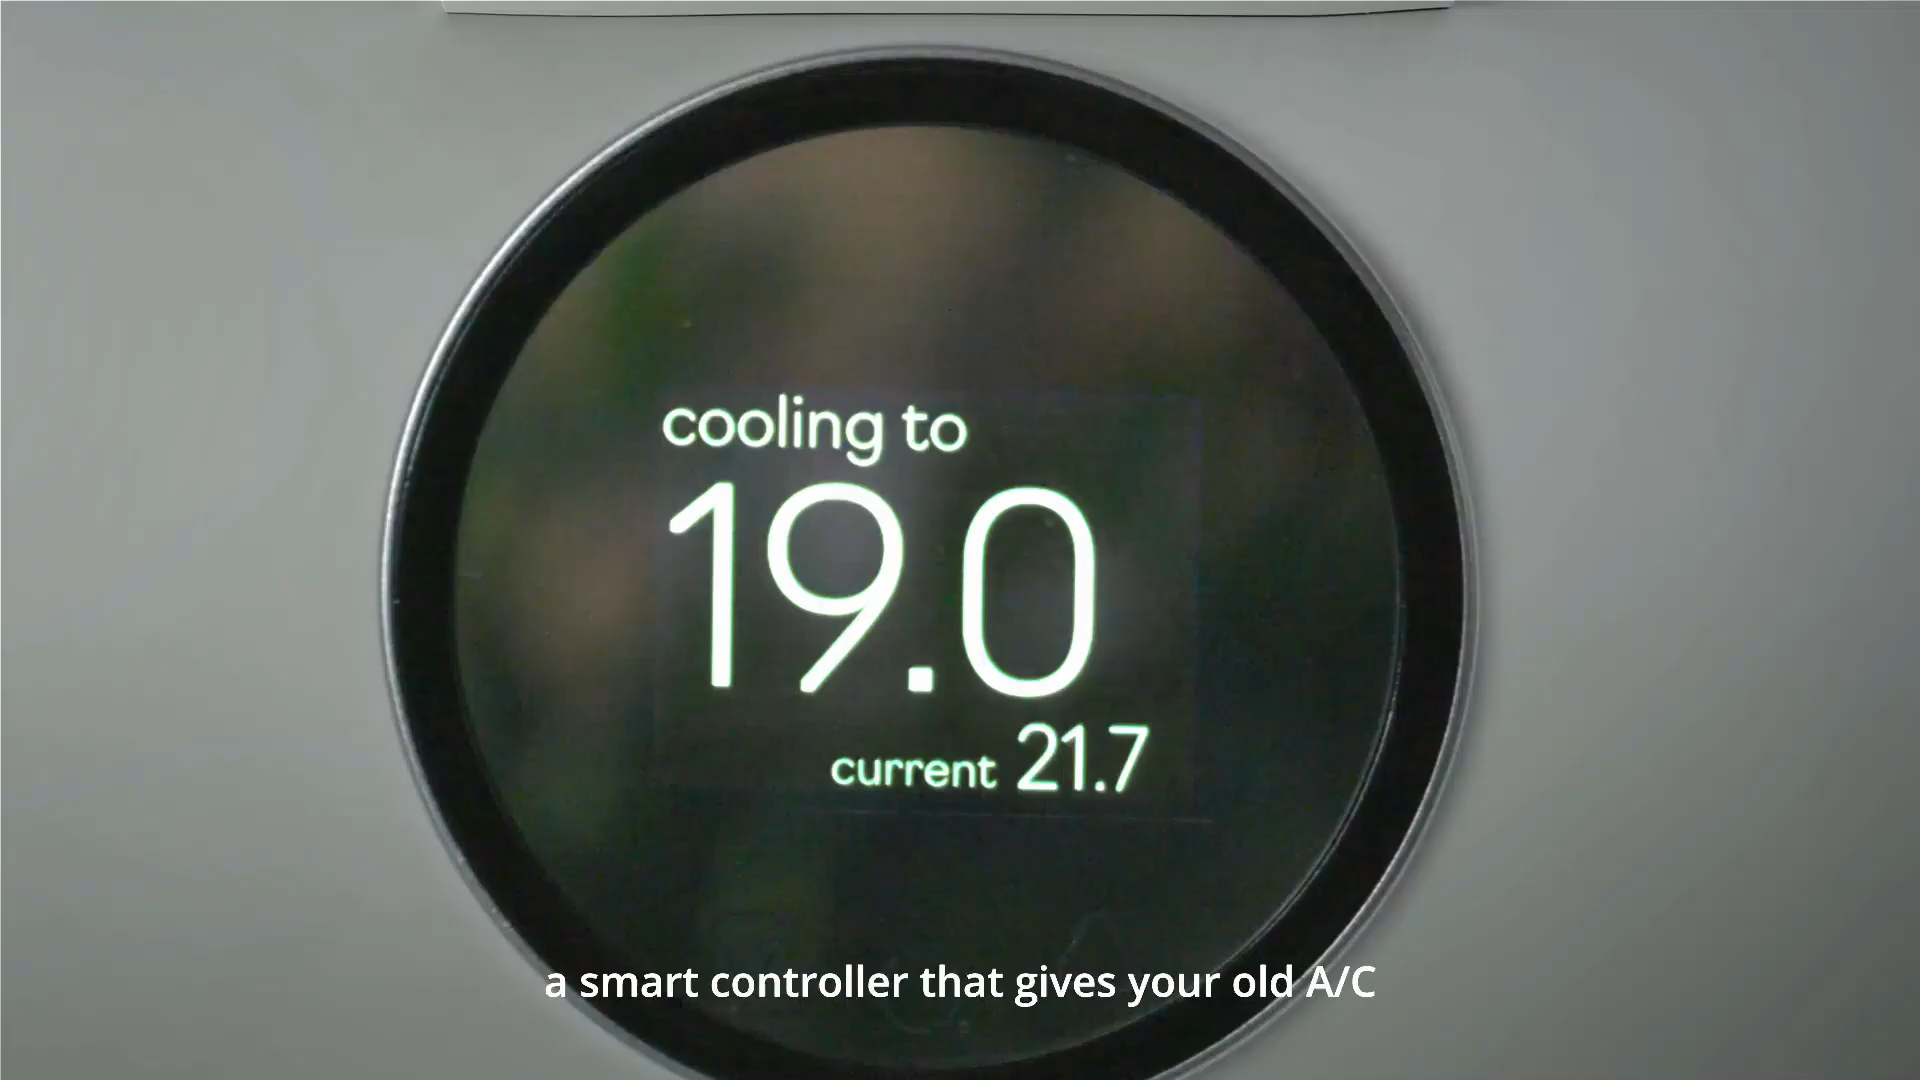 cooling to
19.0
current 21.7
a smart controller that gives your old A/C